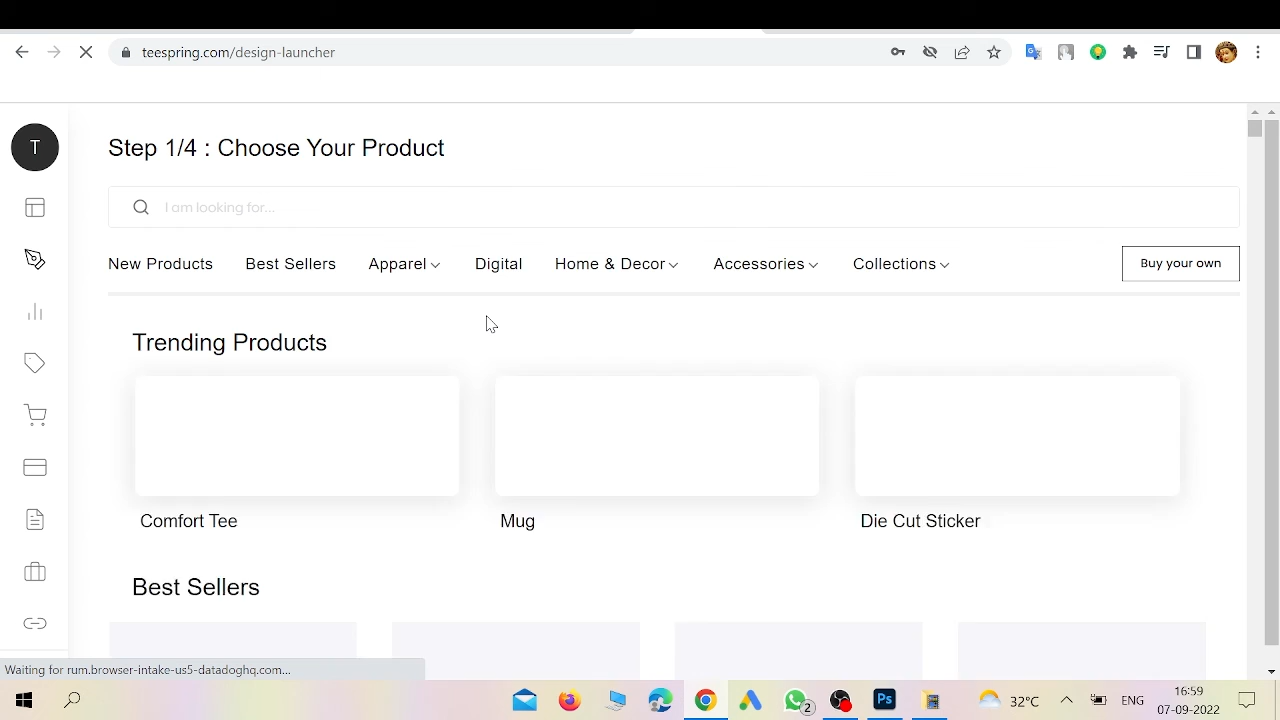 teespring.com/design-launcher
T
Step 1/4 : Choose Your Product
I am looking for...
New Products Best Sellers Apparel Digital Home & Decor Accessories Collections Buy your own
Trending Products
Comfort Tee Mug Die Cut Sticker
Best Sellers
Waiting for rum.browser-intake-us5-datadoghq.com...
2 Ps 32°C ENG 16:59
07-09-2022